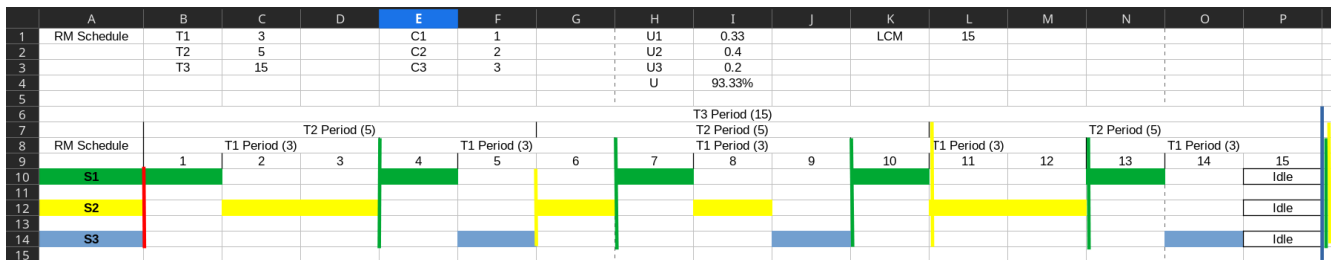 A B C D E F G H I J K L M N O P
1 RM Schedule T1 3 C1 1 U1 0.33 LCM 15
2 T2 5 C2 2 U2 0.4
3 T3 15 C3 3 U3 0.2
4 U 93.33%
5
6 T3 Period (15)
7 T2 Period (5) T2 Period (5) T2 Period (5)
8 RM Schedule T1 Period (3) T1 Period (3) T1 Period (3) T1 Period (3) T1 Period (3)
9 1 2 3 4 5 6 7 8 9 10 11 12 13 14 15
10 S1 Idle
11
12 S2 Idle
13
14 S3 Idle
15